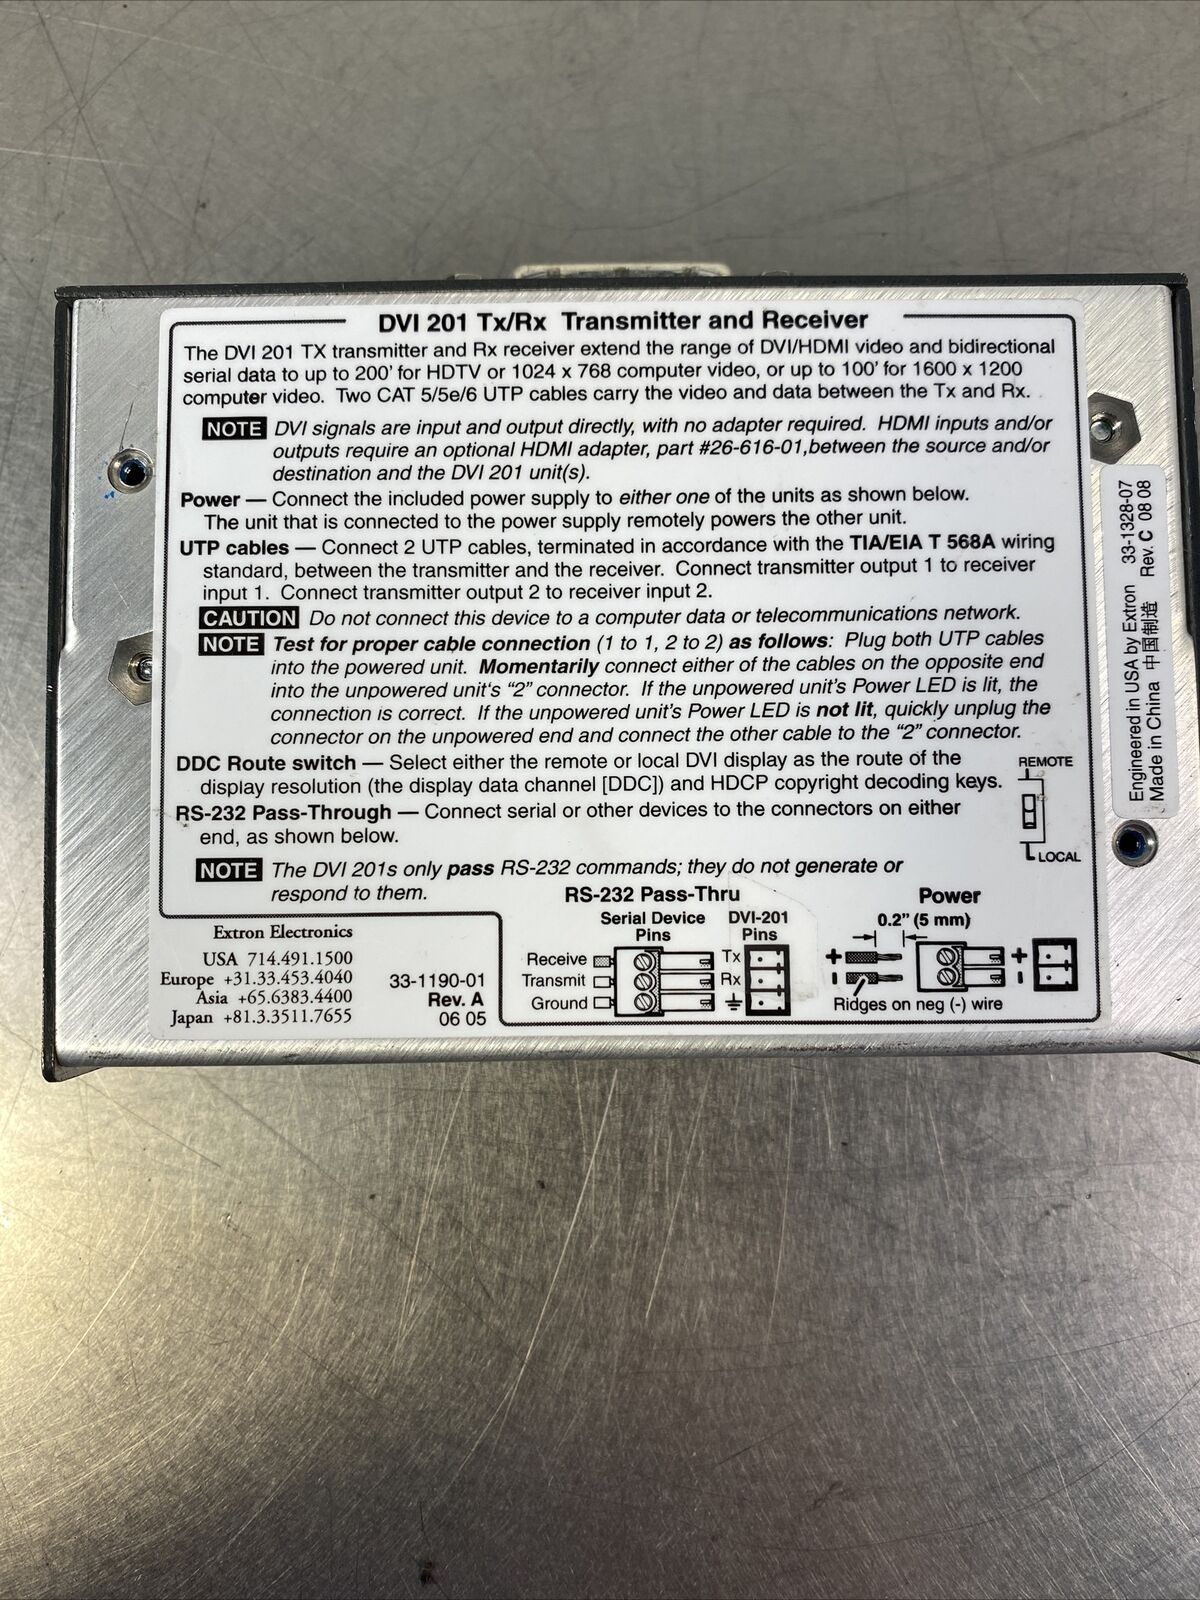 DVI 201 Tx/Rx Transmitter and Receiver
The DVI 201 TX transmitter and Rx receiver extend the range of DVI/HDMI video and bidirectional
serial data to up to 200' for HDTV or 1024 x 768 computer video, or up to 100' for 1600 x 1200
computer video. Two CAT 5/5e/6 UTP cables carry the video and data between the Tx and Rx.
NOTE DVI signals are input and output directly, with no adapter required. HDMI inputs and/or
outputs require an optional HDMI adapter, part #26-616-01,between the source and/or
destination and the DVI 201 unit(s).
Power — Connect the included power supply to either one of the units as shown below.
The unit that is connected to the power supply remotely powers the other unit.
UTP cables — Connect 2 UTP cables, terminated in accordance with the TIA/EIA T 568A wiring
standard, between the transmitter and the receiver. Connect transmitter output 1 to receiver
input 1. Connect transmitter output 2 to receiver input 2.
CAUTION Do not connect this device to a computer data or telecommunications network.
NOTE Test for proper cable connection (1 to 1, 2 to 2) as follows: Plug both UTP cables
into the powered unit. Momentarily connect either of the cables on the opposite end
into the unpowered unit's "2" connector. If the unpowered unit's Power LED is lit, the
connection is correct. If the unpowered unit's Power LED is not lit, quickly unplug the
connector on the unpowered end and connect the other cable to the "2" connector.
DDC Route switch — Select either the remote or local DVI display as the route of the
display resolution (the display data channel [DDC]) and HDCP copyright decoding keys.
REMOTE
LOCAL
RS-232 Pass-Through — Connect serial or other devices to the connectors on either
end, as shown below.
NOTE The DVI 201s only pass RS-232 commands; they do not generate or
respond to them.
RS-232 Pass-Thru
Serial Device Pins
DVI-201 Pins
Receive Tx
Transmit Rx
Ground
Power
0.2" (5 mm)
+ +
- -
Ridges on neg (-) wire
Extron Electronics
USA 714.491.1500
Europe +31.33.453.4040
Asia +65.6383.4400
Japan +81.3.3511.7655
33-1190-01
Rev. A
06 05
Engineered in USA by Extron 33-1328-07
Made in China 中国制造 Rev. C 08 08